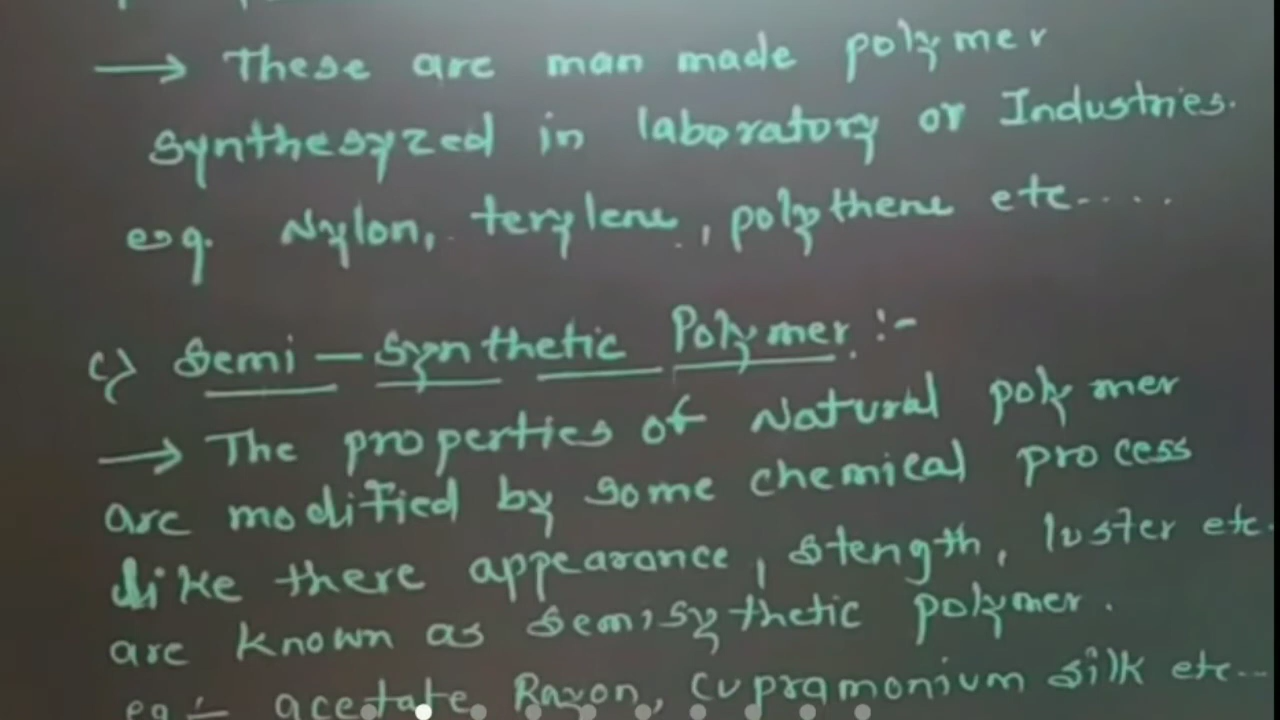 → These are man made polymer
synthesyzed in laboratory or Industries.
eg. Nylon, terylene, polythene etc.....
c) Semi - Synthetic Polymer :-
→ The properties of Natural polymer
are modified by some chemical process
like there appearance, stength, luster etc.
are known as semisythetic polymer.
eg :- acetate Rayon, cupramonium silk etc...